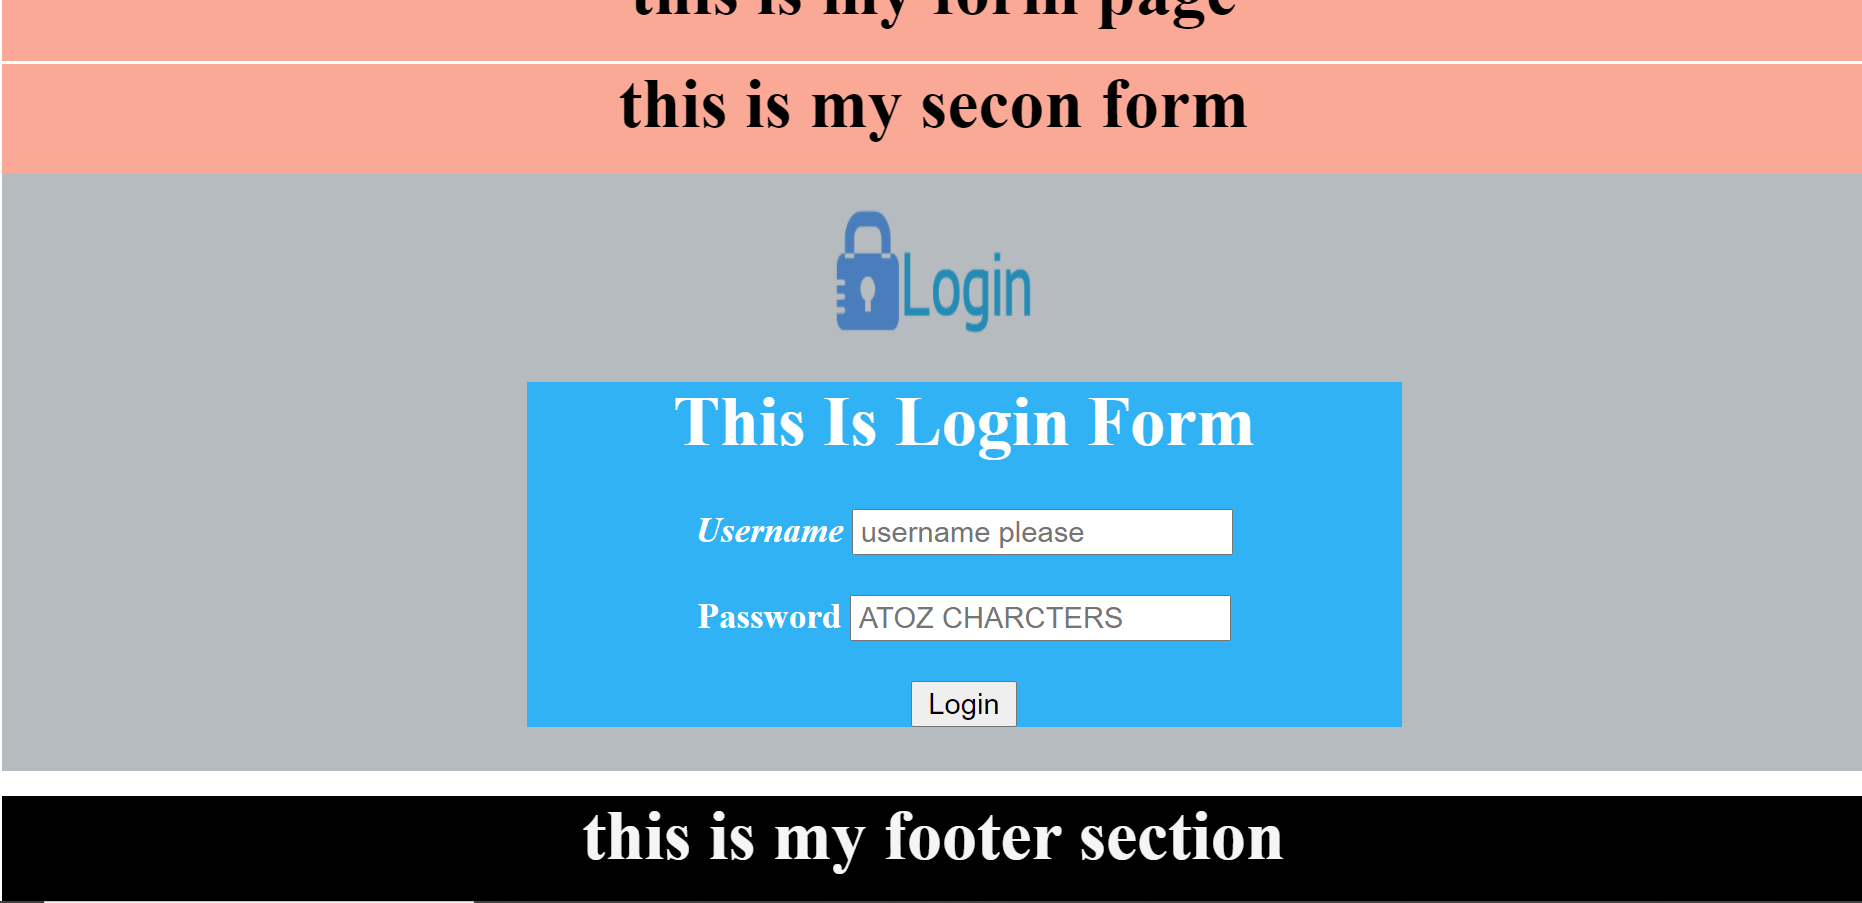 this is my form page
this is my secon form
Login
This Is Login Form
Username username please
Password ATOZ CHARCTERS
Login
this is my footer section